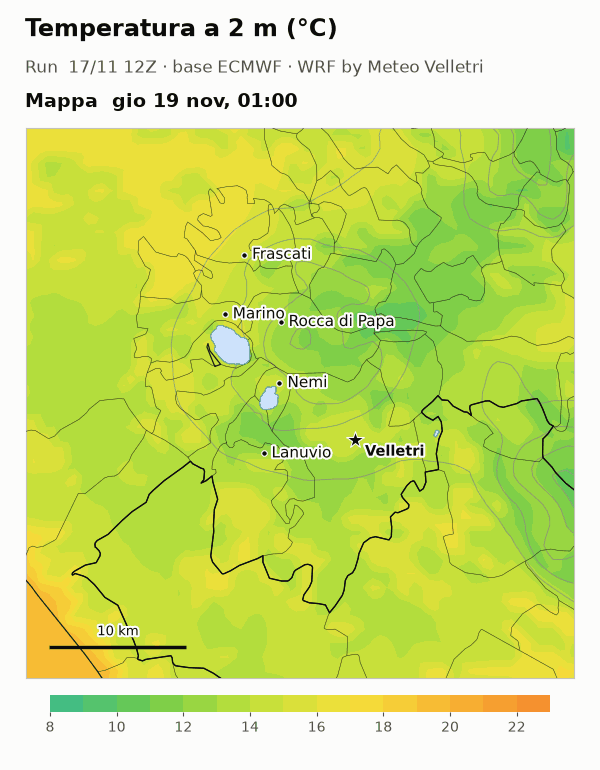 Temperatura a 2 m (°C)
Run  17/11 12Z · base ECMWF · WRF by Meteo Velletri
Mappa  gio 19 nov, 01:00
Frascati
Marino
Rocca di Papa
Nemi
Velletri
Lanuvio
10 km
8 10 12 14 16 18 20 22